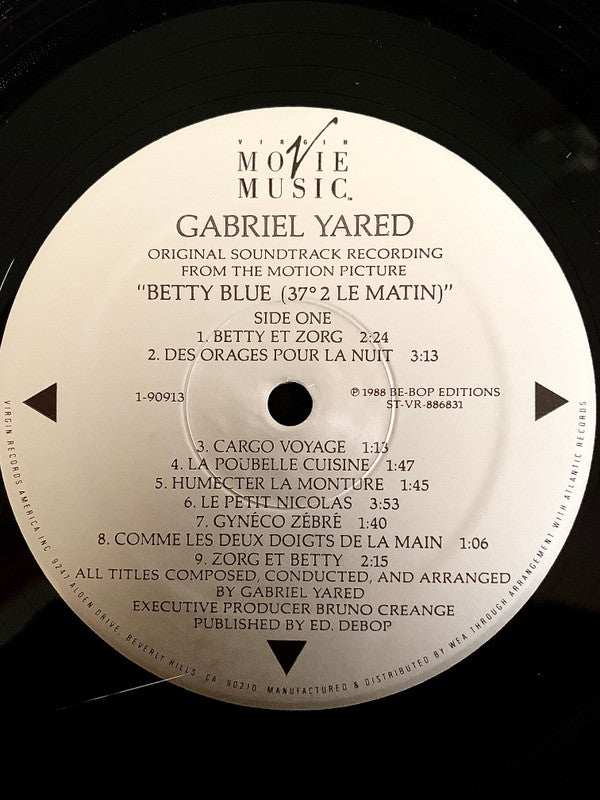 VIRGIN
MOVIE
MUSIC™
GABRIEL YARED
ORIGINAL SOUNDTRACK RECORDING
FROM THE MOTION PICTURE
"BETTY BLUE (37° 2 LE MATIN)"
SIDE ONE
1. BETTY ET ZORG 2:24
2. DES ORAGES POUR LA NUIT 3:13
1-90913
℗ 1988 BE-BOP EDITIONS
ST-VR-886831
3. CARGO VOYAGE 1:13
4. LA POUBELLE CUISINE 1:47
5. HUMECTER LA MONTURE 1:45
6. LE PETIT NICOLAS 3:53
7. GYNÉCO ZÉBRÉ 1:40
8. COMME LES DEUX DOIGTS DE LA MAIN 1:06
9. ZORG ET BETTY 2:15
ALL TITLES COMPOSED, CONDUCTED, AND ARRANGED
BY GABRIEL YARED
EXECUTIVE PRODUCER BRUNO CREANGE
PUBLISHED BY ED. DEBOP
VIRGIN RECORDS AMERICA INC. 9247 ALDEN DRIVE, BEVERLY HILLS, CA. 90210. MANUFACTURED & DISTRIBUTED BY WEA THROUGH ARRANGEMENT WITH ATLANTIC RECORDS